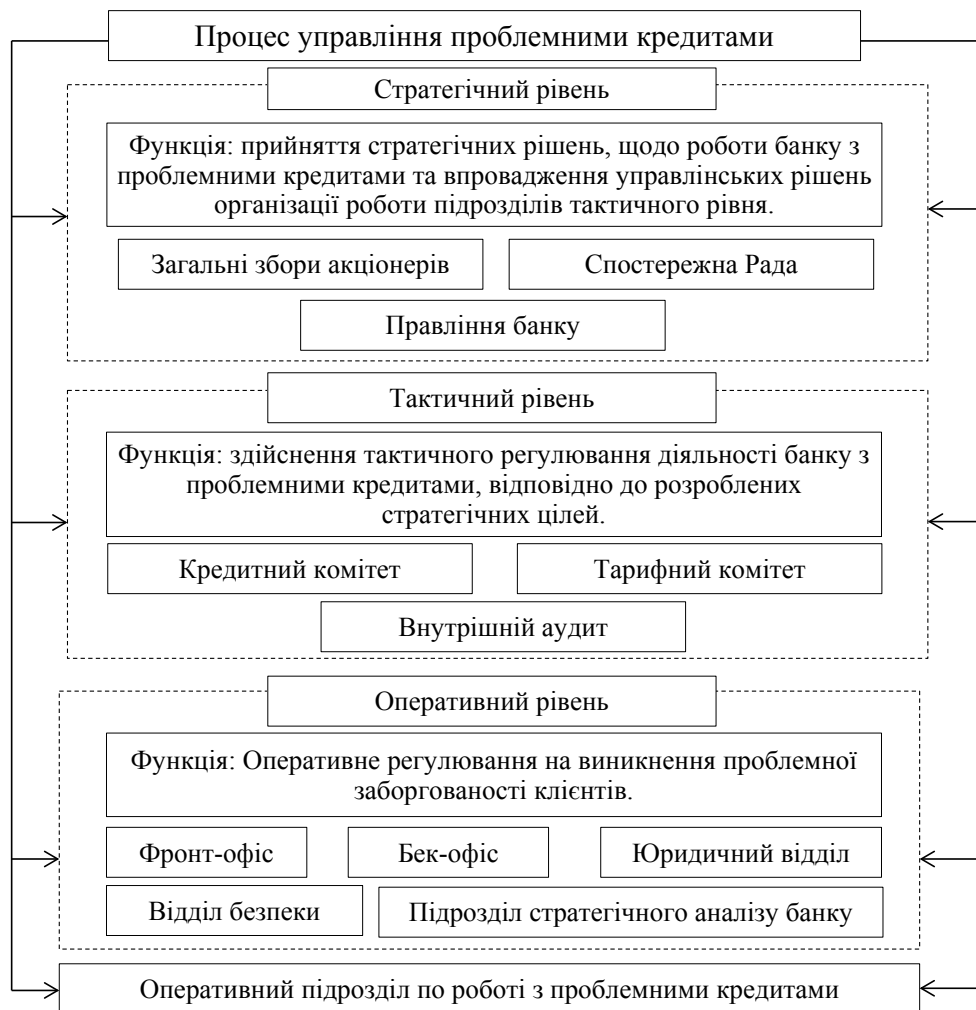 Процес управління проблемними кредитами
Стратегічний рівень
Функція: прийняття стратегічних рішень, щодо роботи банку з
проблемними кредитами та впровадження управлінських рішень
організації роботи підрозділів тактичного рівня.
Загальні збори акціонерів
Спостережна Рада
Правління банку
Тактичний рівень
Функція: здійснення тактичного регулювання діяльності банку з
проблемними кредитами, відповідно до розроблених
стратегічних цілей.
Кредитний комітет
Тарифний комітет
Внутрішній аудит
Оперативний рівень
Функція: Оперативне регулювання на виникнення проблемної
заборгованості клієнтів.
Фронт-офіс
Бек-офіс
Юридичний відділ
Відділ безпеки
Підрозділ стратегічного аналізу банку
Оперативний підрозділ по роботі з проблемними кредитами